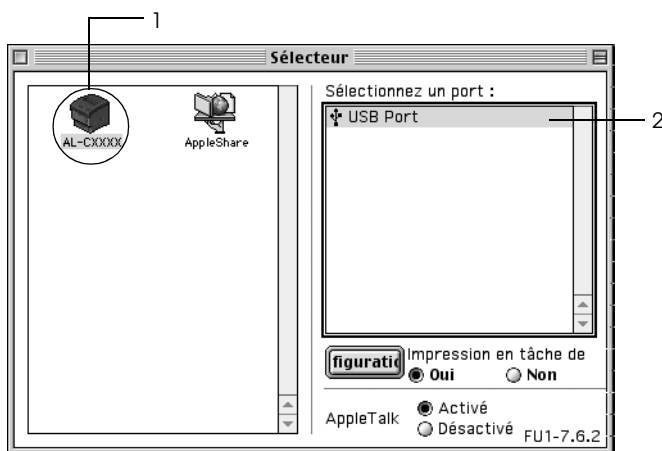 1
Sélecteur
AL-CXXXX
AppleShare
Sélectionnez un port :
USB Port
2
figuratio
Impression en tâche de
Oui
Non
AppleTalk
Activé
Désactivé
FU1-7.6.2